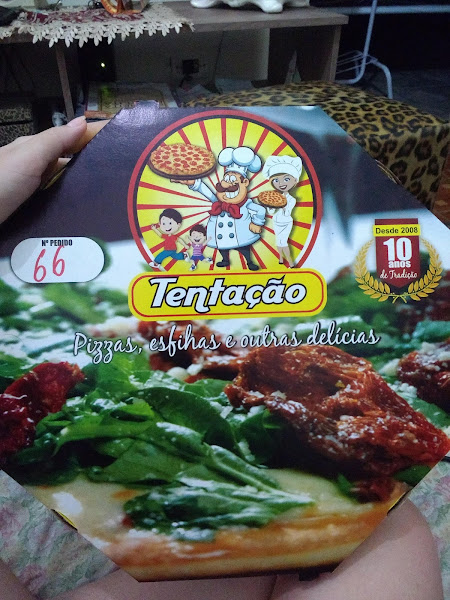 Nº PEDIDO
66
Desde 2008
10
anos
de Tradição
Tentação
Pizzas, esfihas e outras delícias